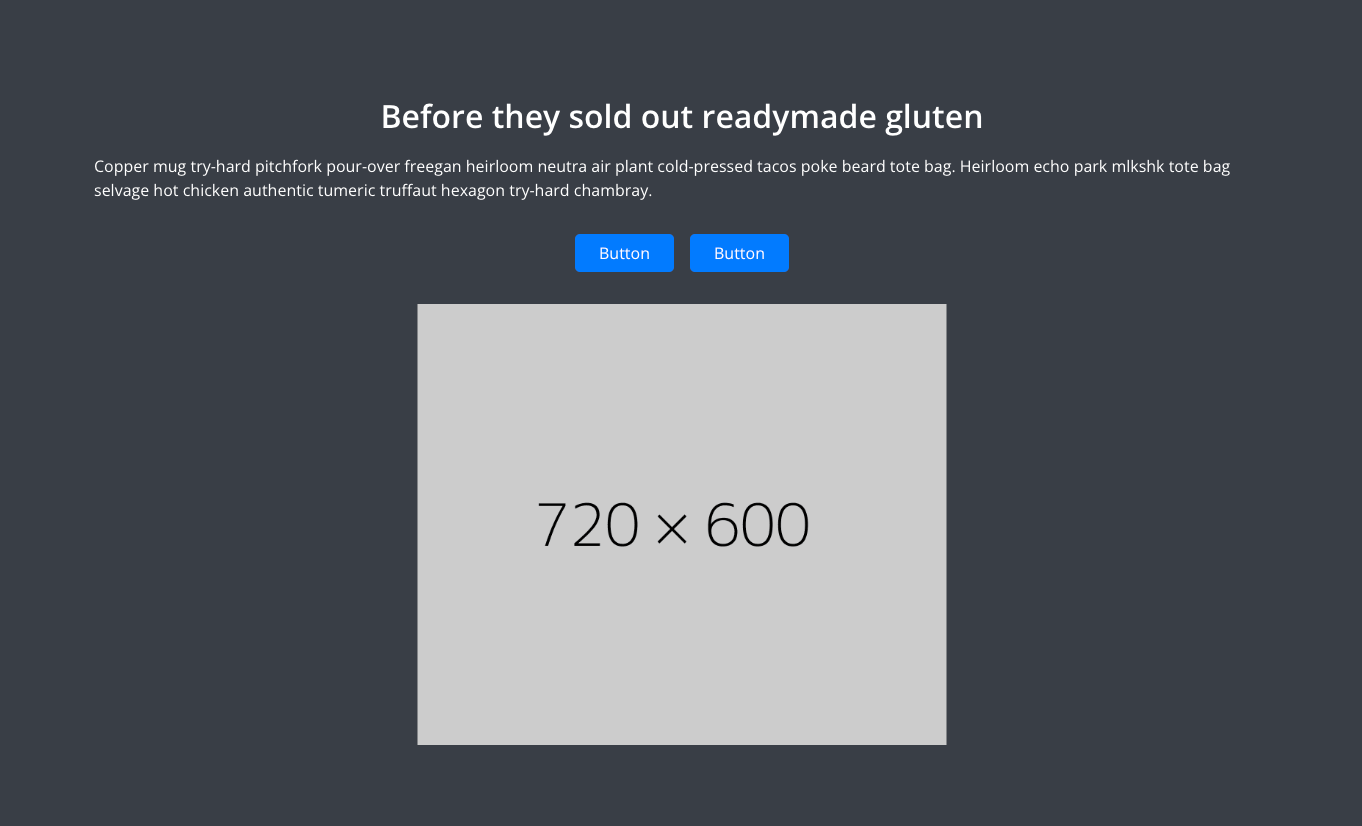 Before they sold out readymade gluten
Copper mug try-hard pitchfork pour-over freegan heirloom neutra air plant cold-pressed tacos poke beard tote bag. Heirloom echo park mlkshk tote bag
selvage hot chicken authentic tumeric truffaut hexagon try-hard chambray.
Button Button
720 × 600